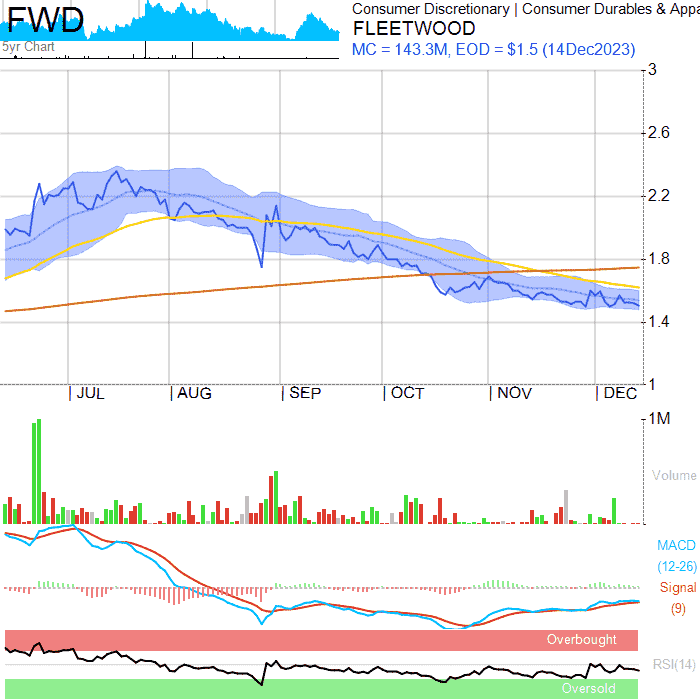 FWD
5yr Chart
Consumer Discretionary | Consumer Durables & Appa
FLEETWOOD
MC = 143.3M, EOD = $1.5 (14Dec2023)
3
2.6
2.2
1.8
1.4
1
| JUL | AUG | SEP | OCT | NOV | DEC
1M
Volume
MACD
(12-26)
Signal
(9)
Overbought
RSI(14)
Oversold